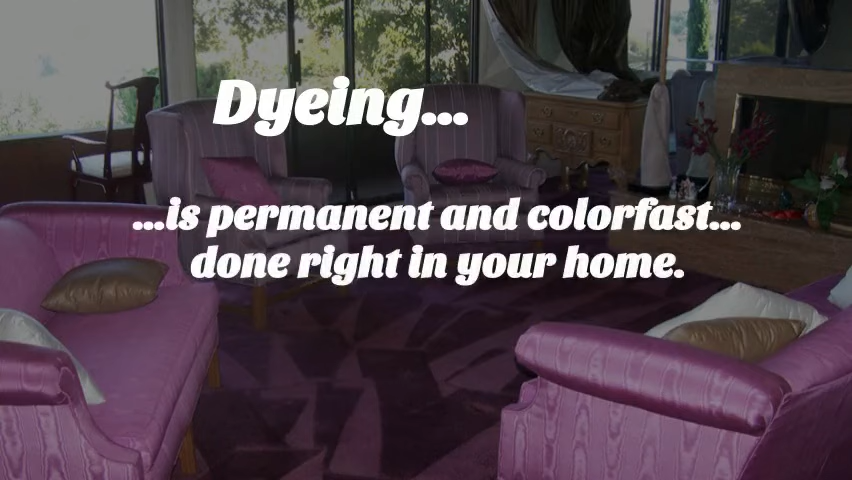 Dyeing...
...is permanent and colorfast...
done right in your home.